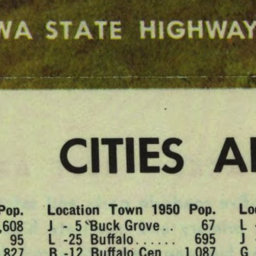 WA STATE HIGHWAY
CITIES A
Pop. Location Town 1950 Pop. Lo
,608 J - 5 Buck Grove.. 67 L
95 L -25 Buffalo...... 695 J
827 B -12 Buffalo Cen. 1,087 G